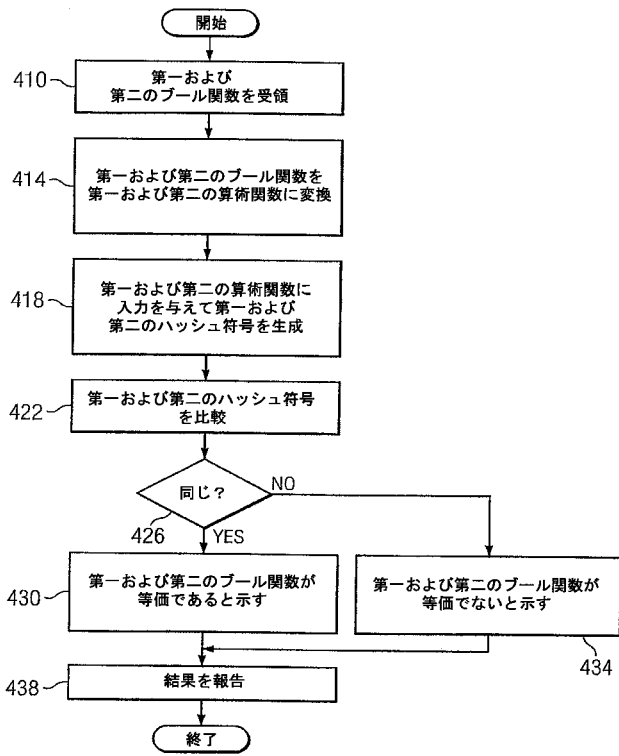 開始
410
第一および
第二のブール関数を受領
414
第一および第二のブール関数を
第一および第二の算術関数に変換
418
第一および第二の算術関数に
入力を与えて第一および
第二のハッシュ符号を生成
422
第一および第二のハッシュ符号
を比較
同じ？
NO
426
YES
430
第一および第二のブール関数が
等価であると示す
第一および第二のブール関数が
等価でないと示す
434
438
結果を報告
終了